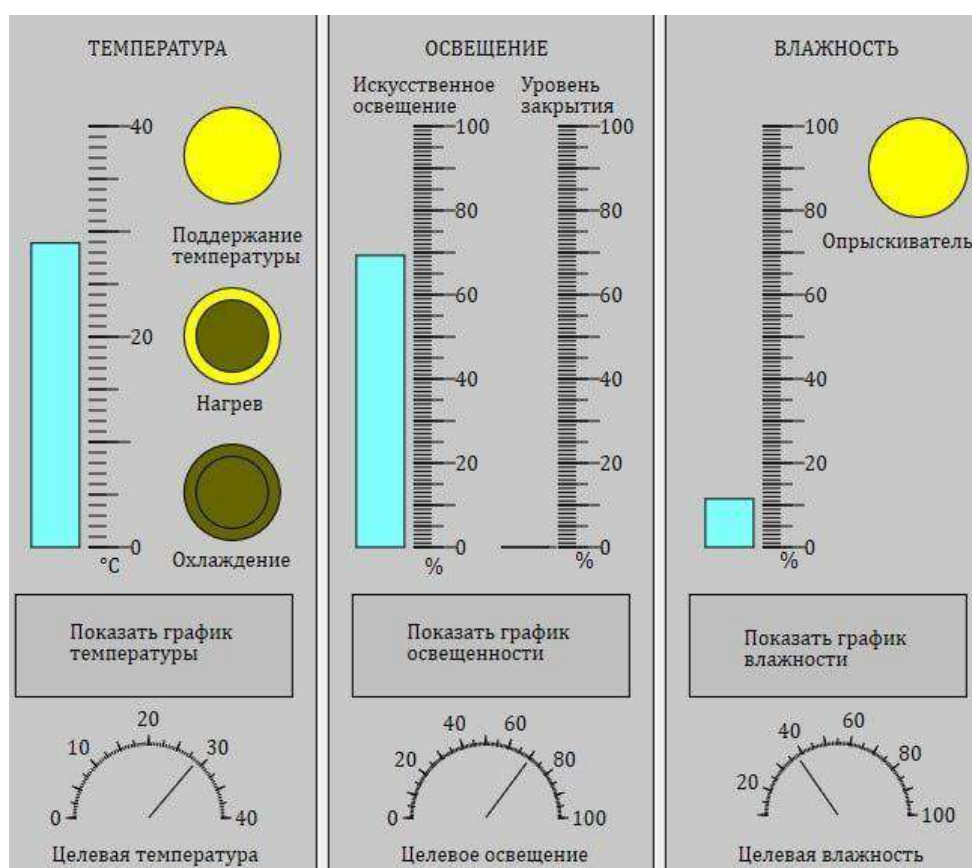 ТЕМПЕРАТУРА
40
20
0
°C
Поддержание
температуры
Нагрев
Охлаждение
Показать график
температуры
0
10
20
30
40
Целевая температура
ОСВЕЩЕНИЕ
Искусственное
освещение
Уровень
закрытия
100
80
60
40
20
0
%
100
80
60
40
20
0
%
Показать график
освещенности
0
20
40
60
80
100
Целевое освещение
ВЛАЖНОСТЬ
100
80
60
40
20
0
%
Опрыскиватель
Показать график
влажности
20
40
60
80
100
Целевая влажность